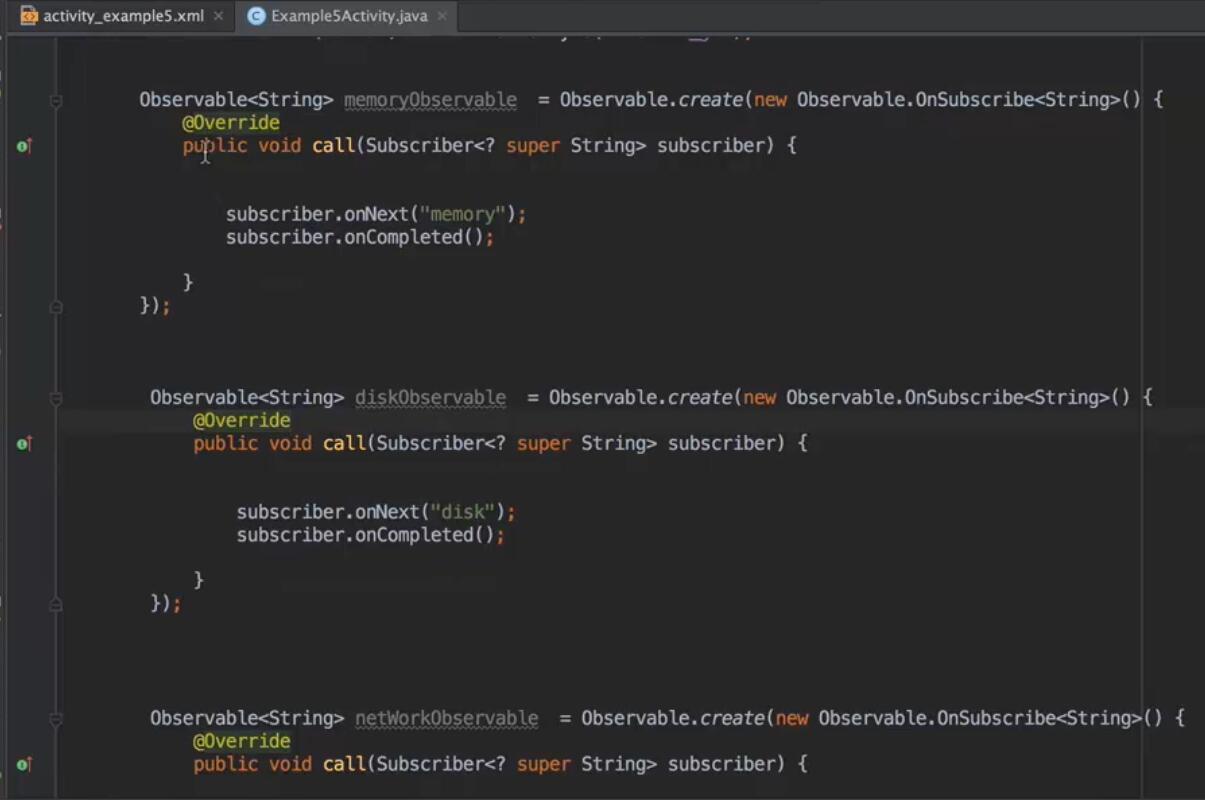 activity_example5.xml
Example5Activity.java
Observable<String> memoryObservable = Observable.create(new Observable.OnSubscribe<String>() {
@Override
public void call(Subscriber<? super String> subscriber) {
subscriber.onNext("memory");
subscriber.onCompleted();
}
});
Observable<String> diskObservable = Observable.create(new Observable.OnSubscribe<String>() {
@Override
public void call(Subscriber<? super String> subscriber) {
subscriber.onNext("disk");
subscriber.onCompleted();
}
});
Observable<String> netWorkObservable = Observable.create(new Observable.OnSubscribe<String>() {
@Override
public void call(Subscriber<? super String> subscriber) {